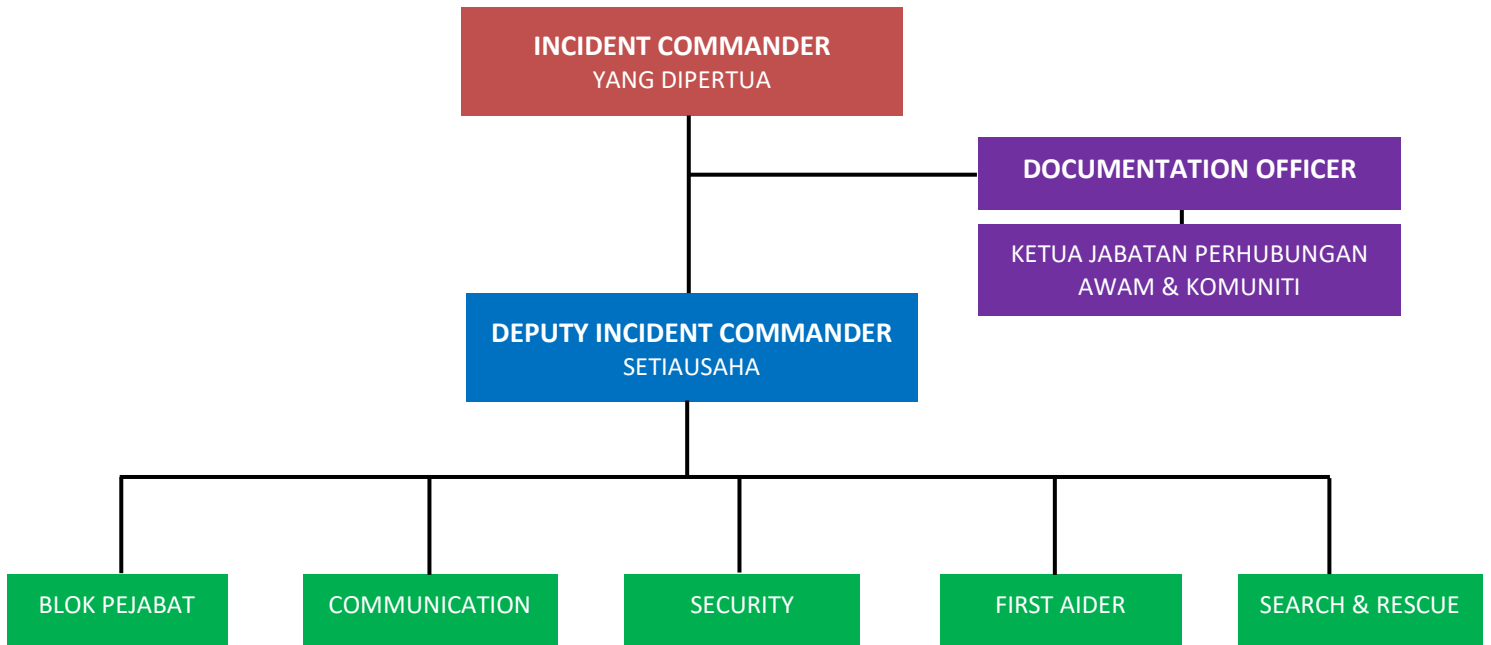 INCIDENT COMMANDER
YANG DIPERTUA
DOCUMENTATION OFFICER
KETUA JABATAN PERHUBUNGAN
AWAM & KOMUNITI
DEPUTY INCIDENT COMMANDER
SETIAUSAHA
BLOK PEJABAT
COMMUNICATION
SECURITY
FIRST AIDER
SEARCH & RESCUE